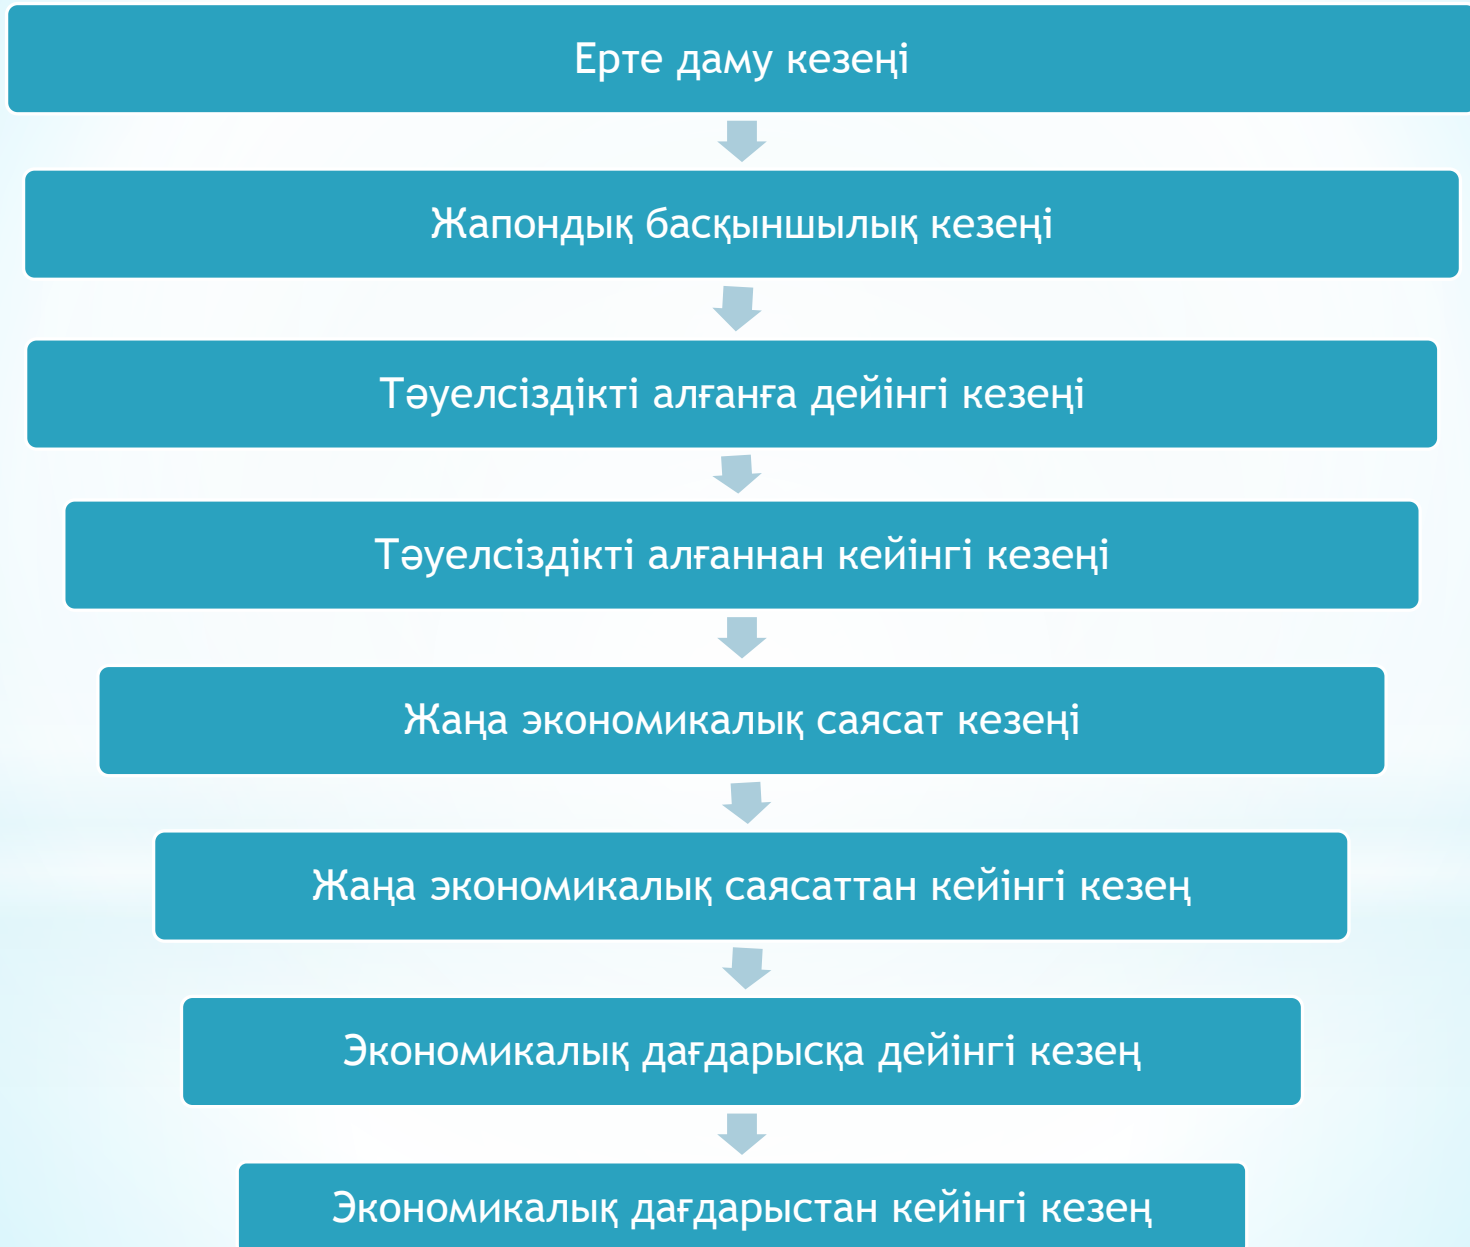 Ерте даму кезеңі
Жапондық басқыншылық кезеңі
Тәуелсіздікті алғанға дейінгі кезеңі
Тәуелсіздікті алғаннан кейінгі кезеңі
Жаңа экономикалық саясат кезеңі
Жаңа экономикалық саясаттан кейінгі кезең
Экономикалық дағдарысқа дейінгі кезең
Экономикалық дағдарыстан кейінгі кезең